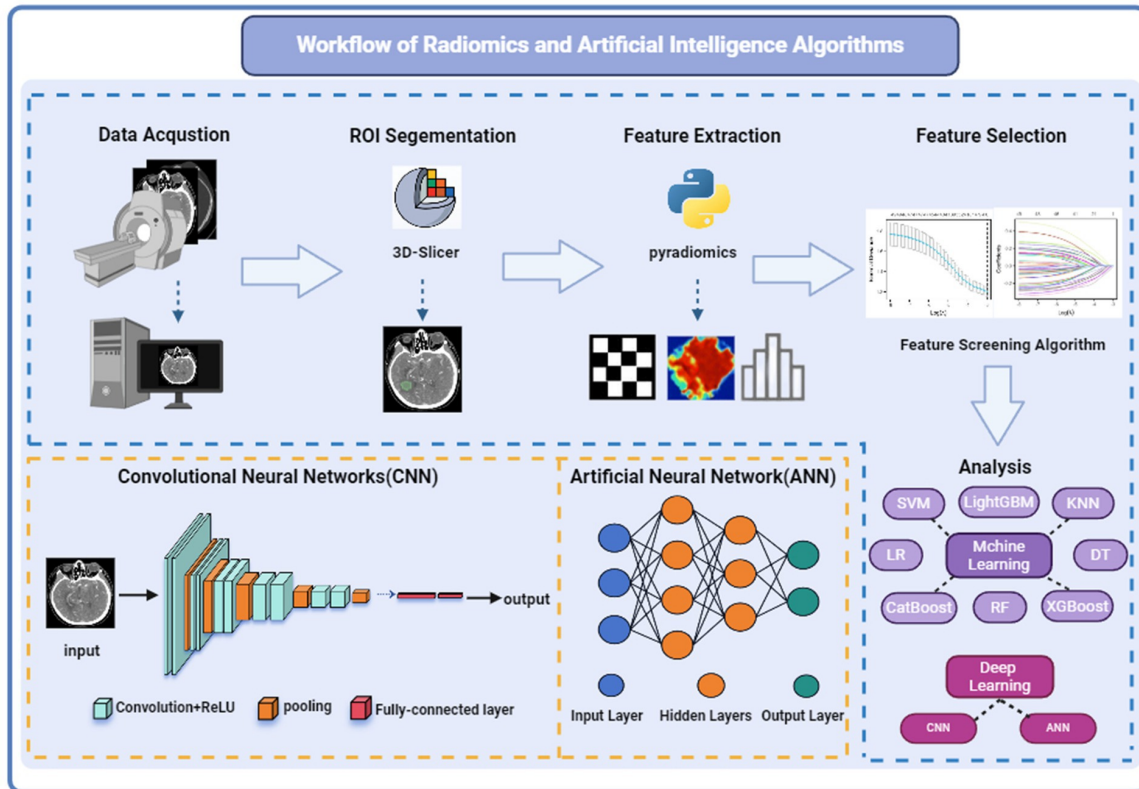 Workflow of Radiomics and Artificial Intelligence Algorithms
Data Acqustion
ROI Segementation
Feature Extraction
Feature Selection
3D-Slicer
pyradiomics
Coefficients
Feature Screening Algorithm
Convolutional Neural Networks(CNN)
input
output
Convolution+ReLU
pooling
Fully-connected layer
Artificial Neural Network(ANN)
Input Layer
Hidden Layers
Output Layer
Analysis
SVM
LightGBM
KNN
LR
Mchine
Learning
DT
CatBoost
RF
XGBoost
Deep
Learning
CNN
ANN